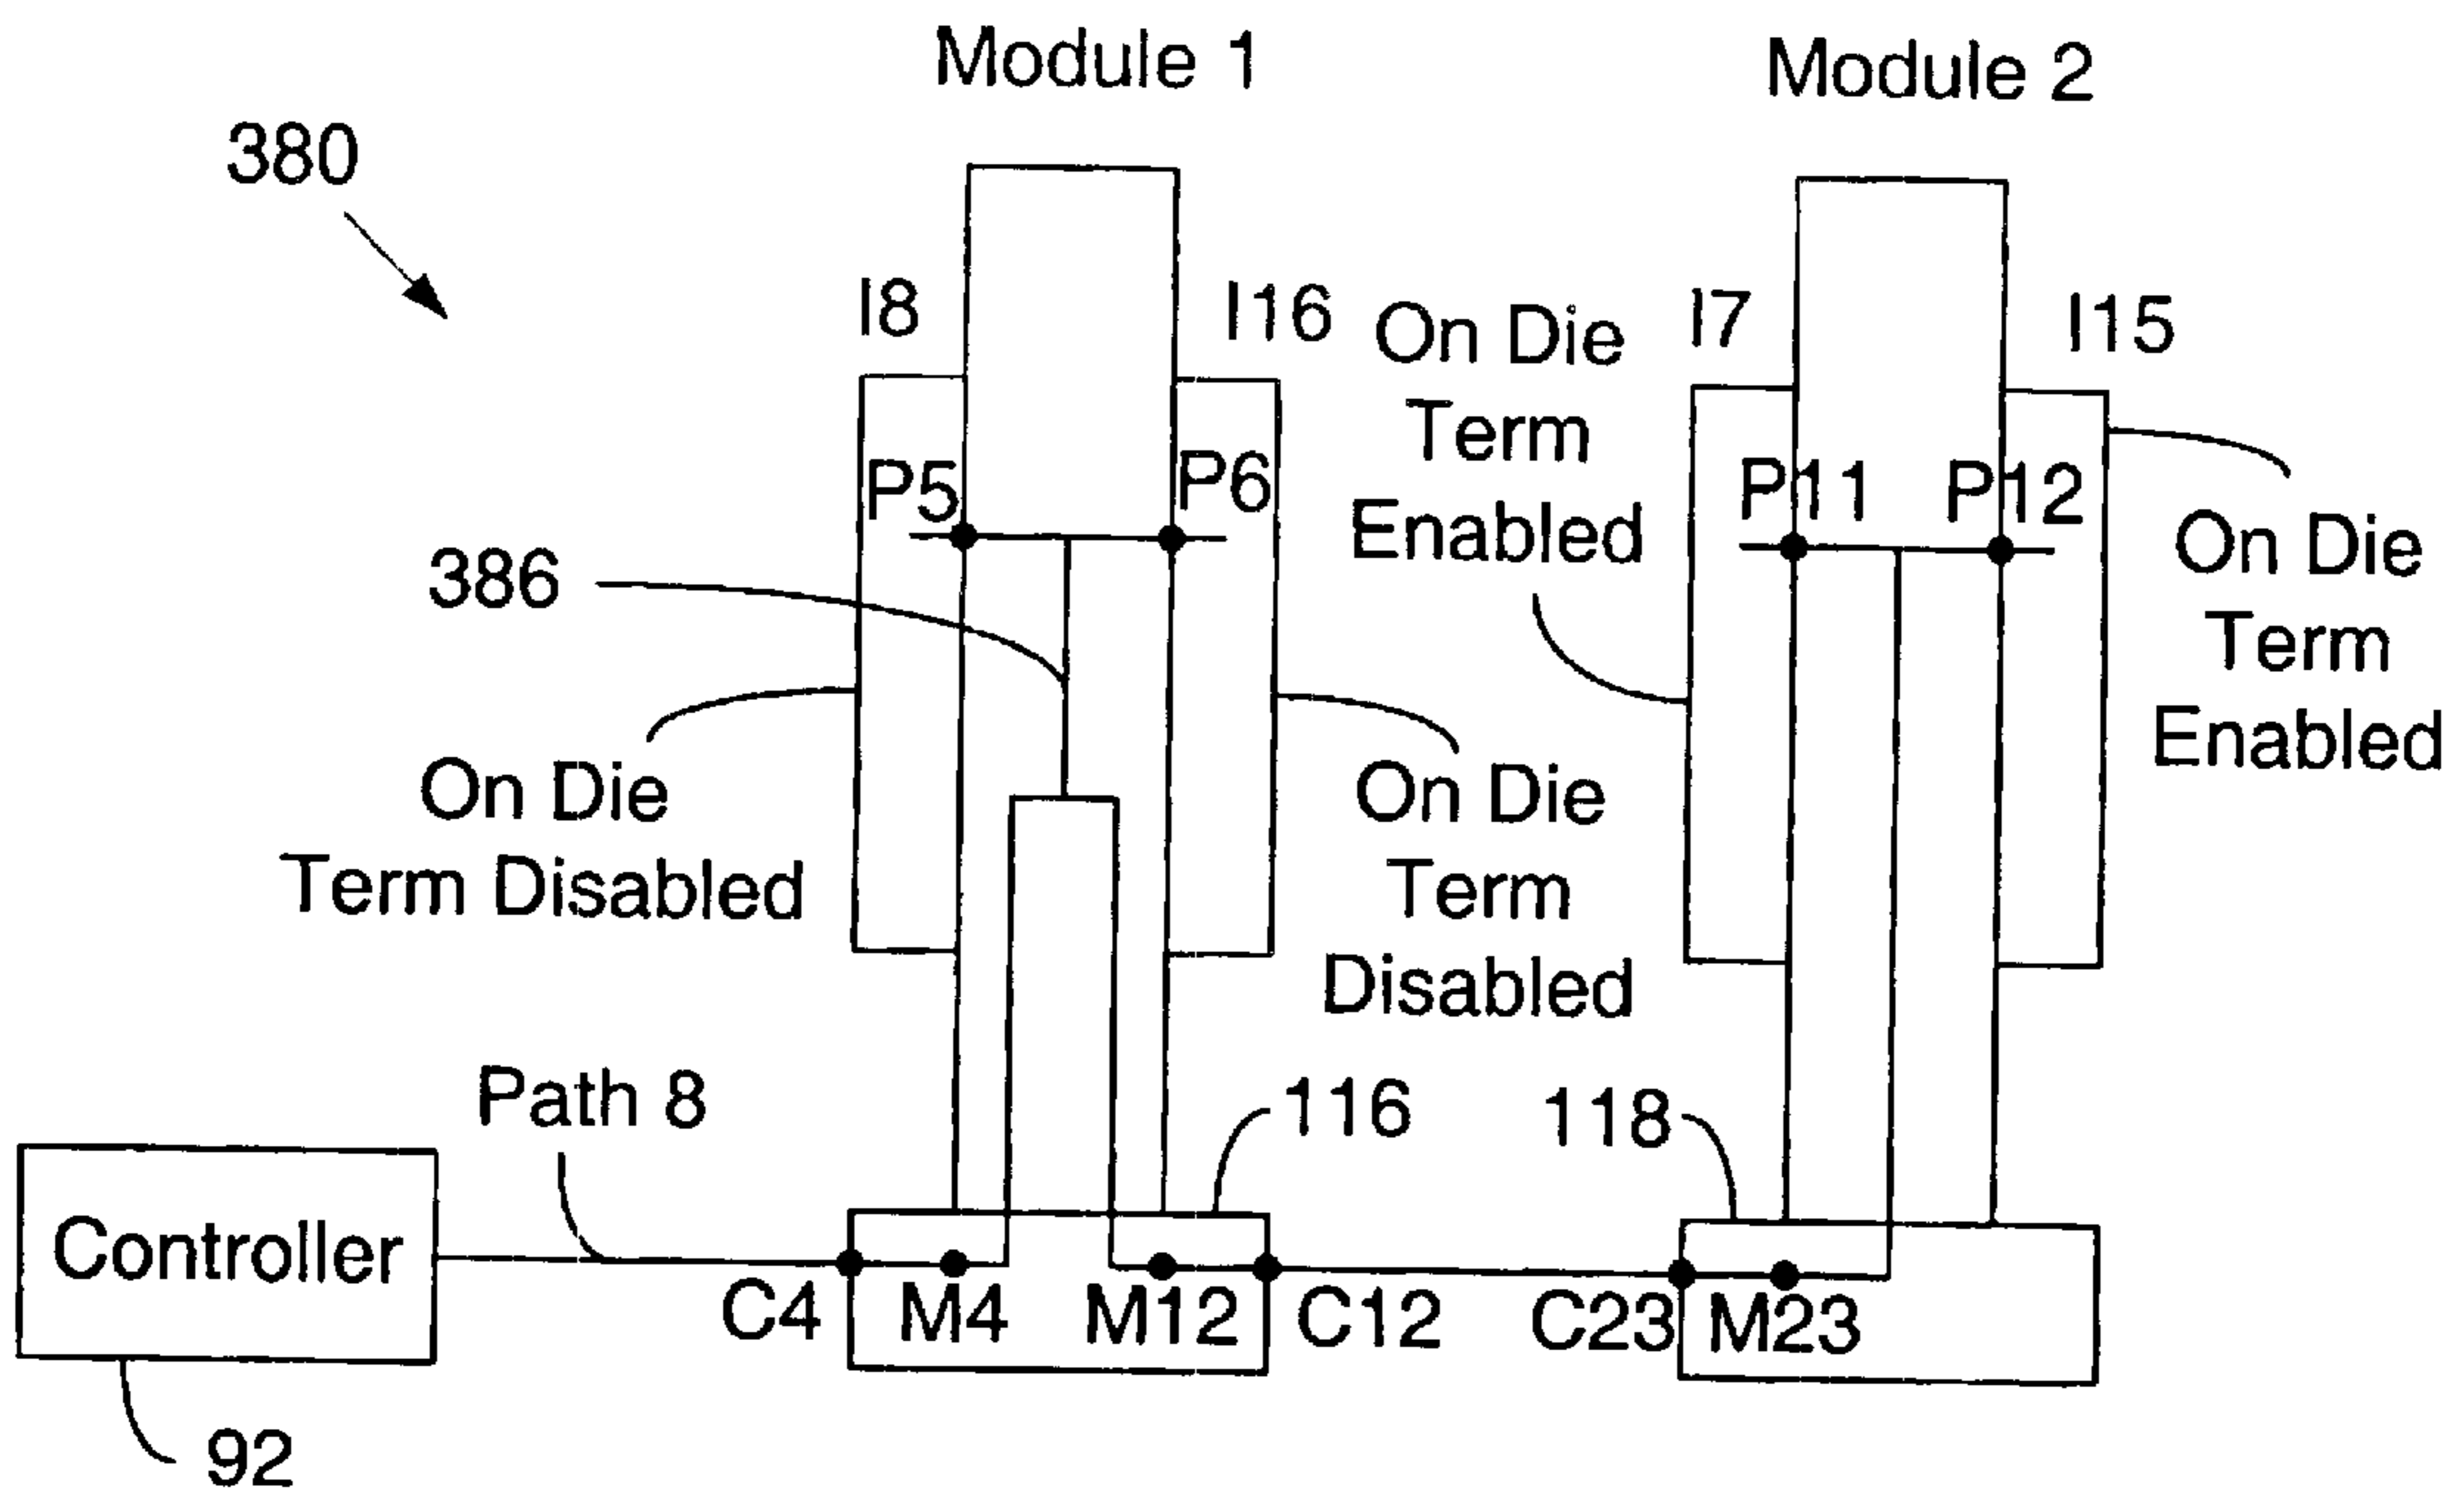 Module 1
Module 2
380
I8
I16
On Die
Term
Enabled
I7
I15
P5
P6
P11
P12
386
On Die
Term
Enabled
On Die
Term Disabled
On Die
Term
Disabled
Path 8
116
118
Controller
C4
M4
M12
C12
C23
M23
92